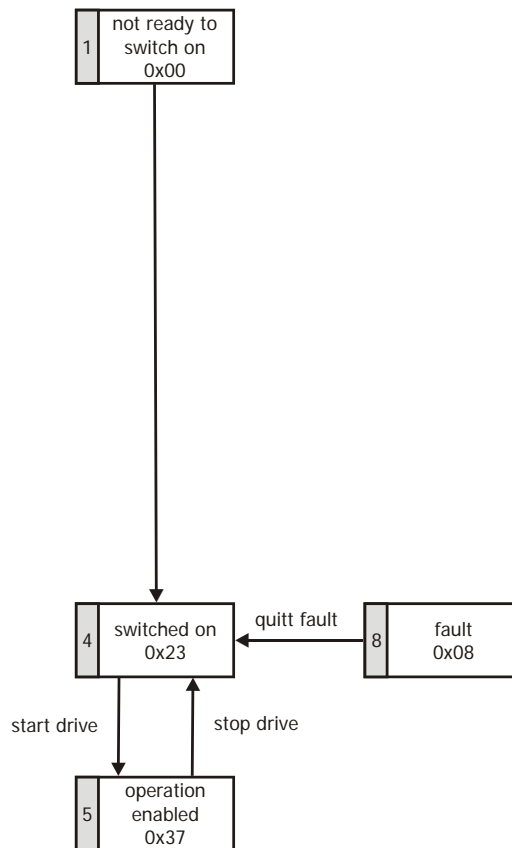 1
not ready to
switch on
0x00
4
switched on
0x23
quitt fault
8
fault
0x08
start drive
stop drive
5
operation
enabled
0x37